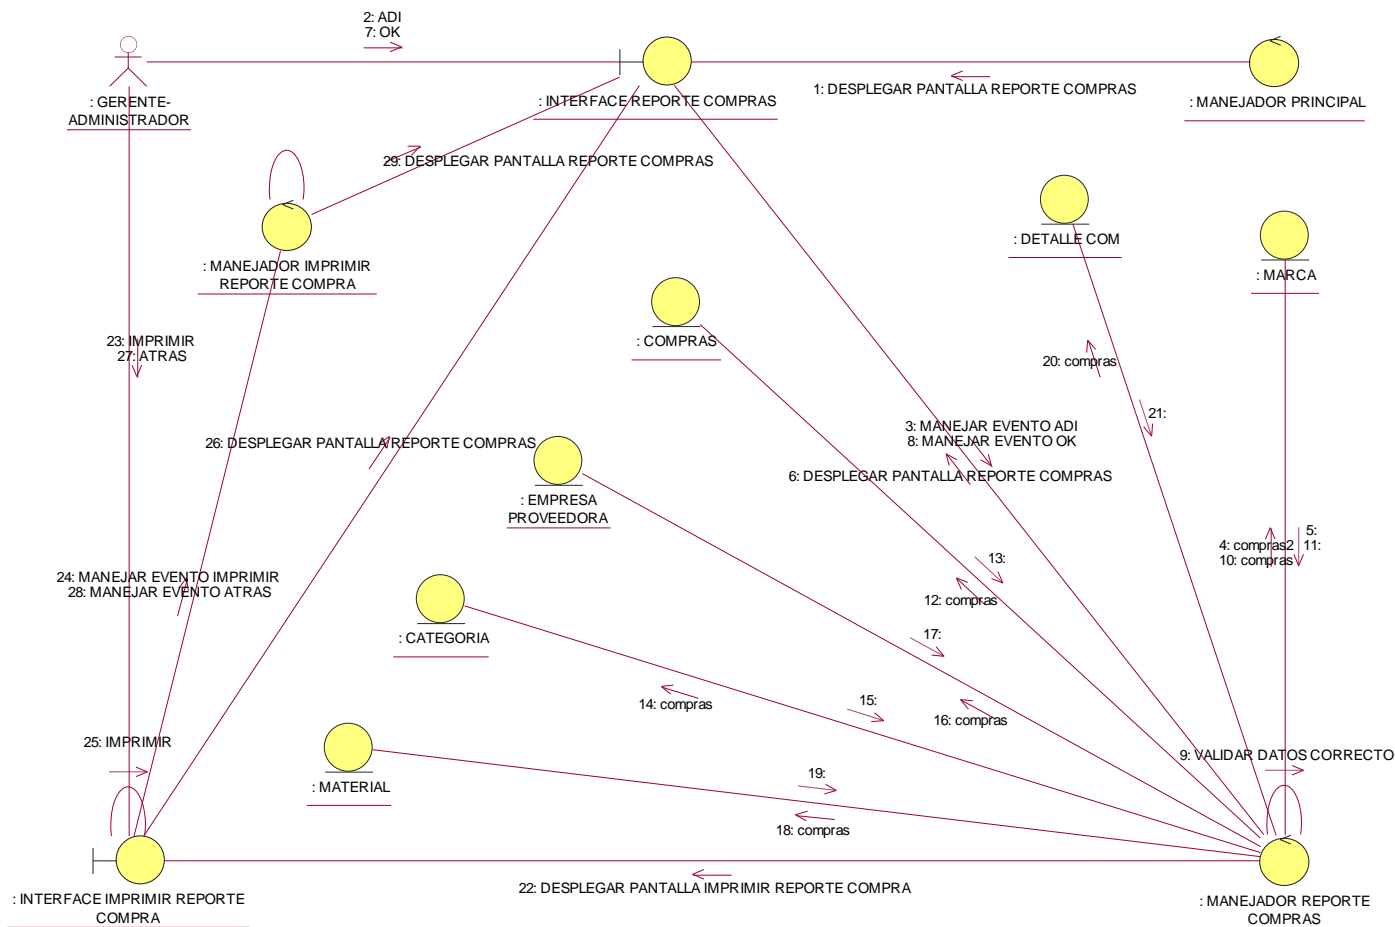 2: ADI
7: OK
: GERENTE-
ADMINISTRADOR
: INTERFACE REPORTE COMPRAS
1: DESPLEGAR PANTALLA REPORTE COMPRAS
: MANEJADOR PRINCIPAL
29: DESPLEGAR PANTALLA REPORTE COMPRAS
: MANEJADOR IMPRIMIR
REPORTE COMPRA
: DETALLE COM
: MARCA
: COMPRAS
23: IMPRIMIR
27: ATRAS
20: compras
21:
26: DESPLEGAR PANTALLA REPORTE COMPRAS
3: MANEJAR EVENTO ADI
8: MANEJAR EVENTO OK
6: DESPLEGAR PANTALLA REPORTE COMPRAS
: EMPRESA
PROVEEDORA
4: compras2
10: compras
5:
11:
24: MANEJAR EVENTO IMPRIMIR
28: MANEJAR EVENTO ATRAS
13:
12: compras
: CATEGORIA
17:
14: compras
15:
16: compras
25: IMPRIMIR
9: VALIDAR DATOS CORRECTO
: MATERIAL
19:
18: compras
22: DESPLEGAR PANTALLA IMPRIMIR REPORTE COMPRA
: INTERFACE IMPRIMIR REPORTE
COMPRA
: MANEJADOR REPORTE
COMPRAS